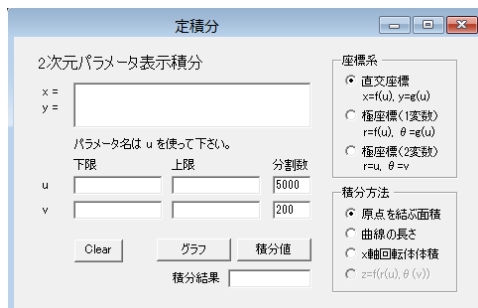 定積分
2次元パラメータ表示積分
x =
y =
パラメータ名は u を使って下さい。
下限 上限 分割数
u 5000
v 200
Clear グラフ 積分値
積分結果
座標系
直交座標
x=f(u), y=g(u)
極座標(1変数)
r=f(u), θ=g(u)
極座標(2変数)
r=u, θ=v
積分方法
原点を結ぶ面積
曲線の長さ
x軸回転体体積
z=f(r(u), θ(v))